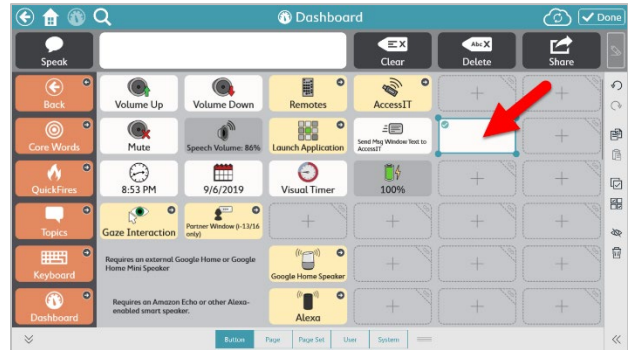 Dashboard
Done
Speak
Clear
Abc X
Delete
Share
Back
Volume Up
Volume Down
Remotes
AccessIT
Core Words
Mute
Speech Volume: 86%
Launch Application
Send Msg Window Text to
AccessIT
QuickFires
8:53 PM
9/6/2019
Visual Timer
100%
Topics
Gaze Interaction
Partner Window (I-13/16
only)
Keyboard
Requires an external Google Home or Google
Home Mini Speaker
Google Home Speaker
Dashboard
Requires an Amazon Echo or other Alexa-
enabled smart speaker.
Alexa
Button
Page
Page Set
User
System